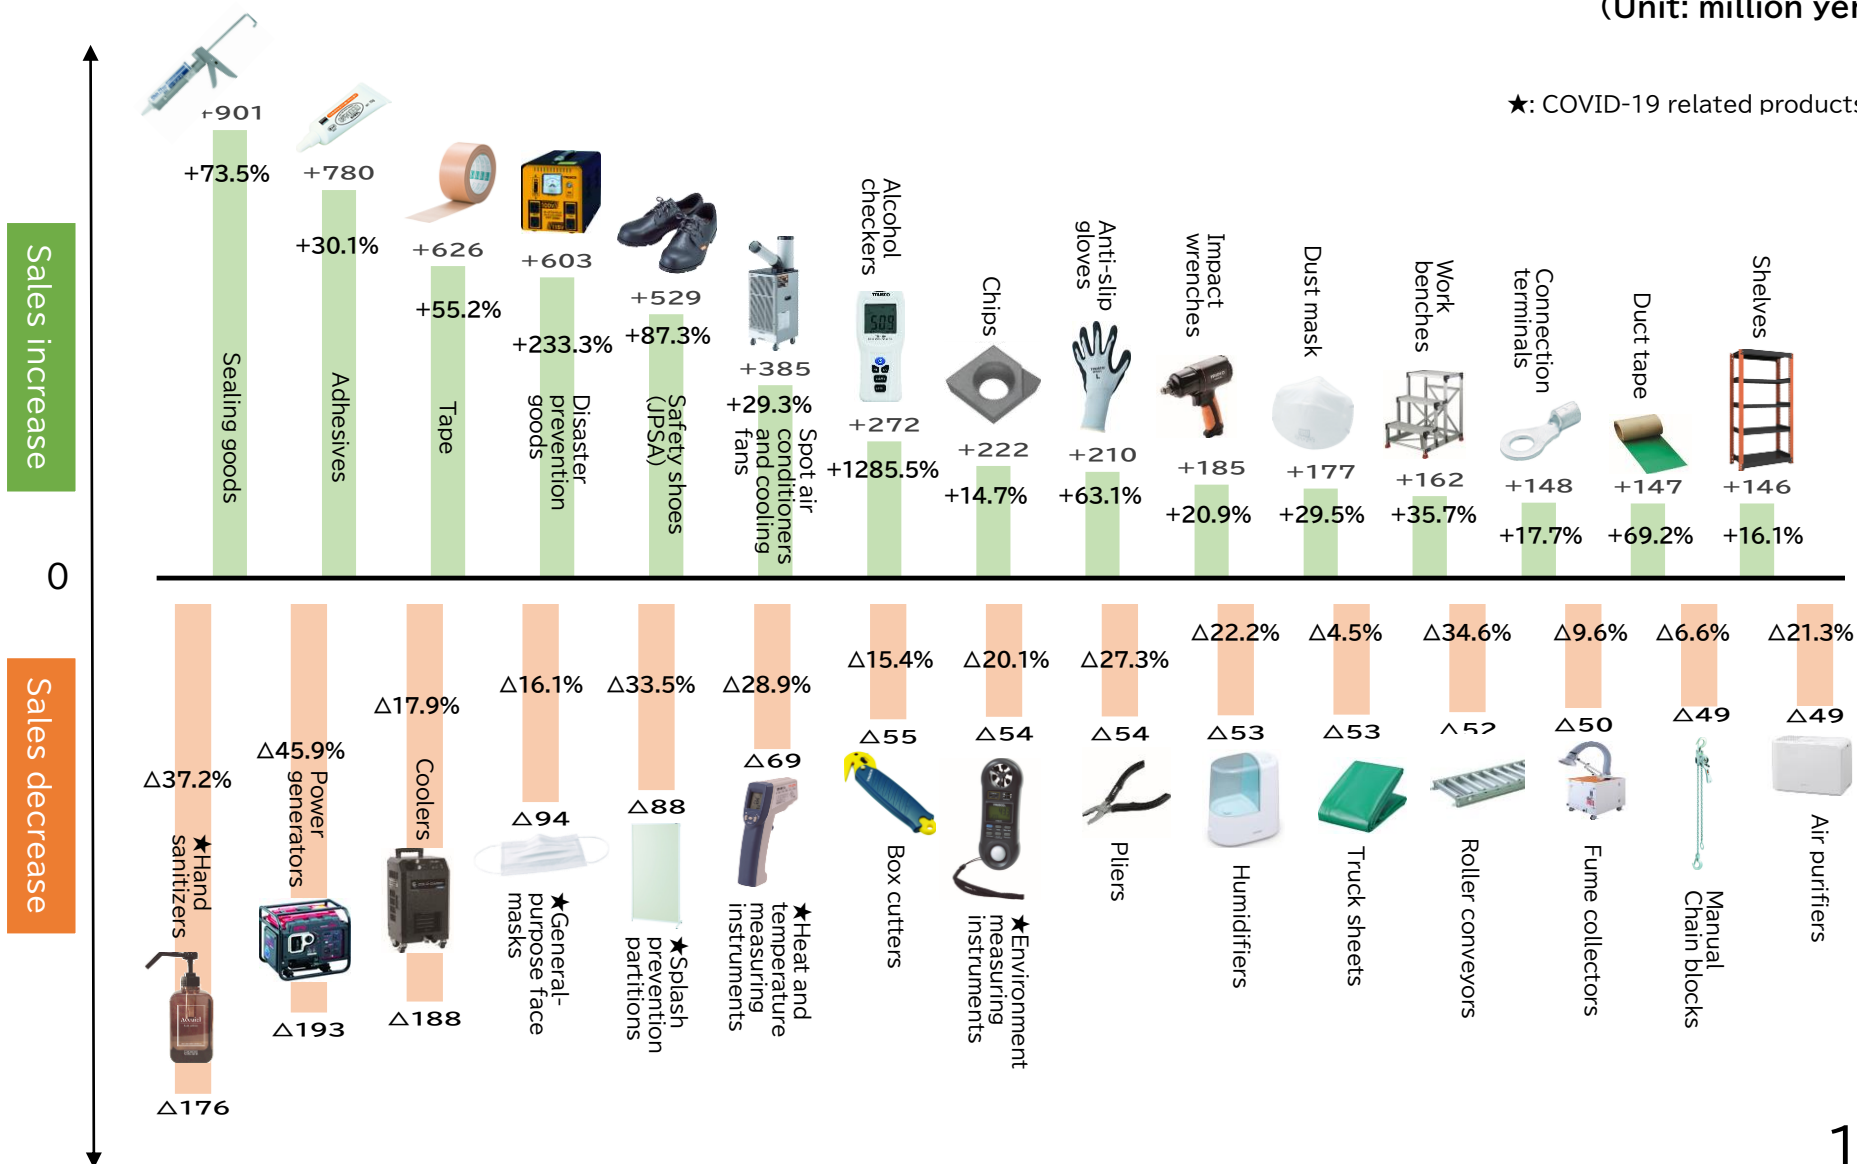 (Unit: million yen
★: COVID-19 related products
Sales increase
0
Sales decrease
+901
+73.5%
Sealing goods
+780
+30.1%
Adhesives
+626
+55.2%
Tape
+603
+233.3%
Disaster
prevention
goods
+529
+87.3%
Safety shoes
(JPSA)
+385
+29.3%
Spot air
conditioners
and cooling
fans
Alcohol
checkers
+272
+1285.5%
Chips
+222
+14.7%
Anti-slip
gloves
+210
+63.1%
Impact
wrenches
+185
+20.9%
Dust mask
+177
+29.5%
Work
benches
+162
+35.7%
Connection
terminals
+148
+17.7%
Duct tape
+147
+69.2%
Shelves
+146
+16.1%
△37.2%
★Hand
sanitizers
△176
△45.9%
Power
generators
△193
△17.9%
Coolers
△188
△16.1%
△94
★General-
purpose face
masks
△33.5%
△88
★Splash
prevention
partitions
△28.9%
△69
★Heat and
temperature
measuring
instruments
△15.4%
△55
Box cutters
△20.1%
△54
★Environment
measuring
instruments
△27.3%
△54
Pliers
△22.2%
△53
Humidifiers
△4.5%
△53
Truck sheets
△34.6%
△52
Roller conveyors
△9.6%
△50
Fume collectors
△6.6%
△49
Manual
Chain blocks
△21.3%
△49
Air purifiers
1